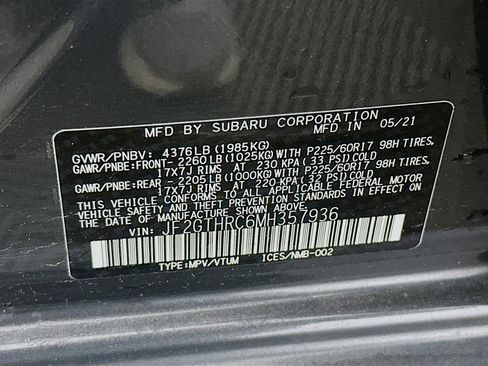 MFD BY SUBARU CORPORATION
MFD IN 05/21
GVWR/PNBV: 4376LB(1985KG)
GAWR/PNBE:FRONT-2260LB(1025KG)WITH P225/60R17 98H TIRES,
17X7J RIMS AT 230 KPA(33 PSI)COLD
GAWR/PNBE:REAR -2205LB(1000KG)WITH P225/60R17 98H TIRES,
17X7J RIMS AT 220 KPA(32 PSI)COLD
THIS VEHICLE CONFORMS TO ALL APPLICABLE FEDERAL MOTOR
VEHICLE SAFETY AND THEFT PREVENTION STANDARDS IN EFFECT
ON THE DATE OF MANUFACTURE SHOWN ABOVE.
VIN: JF2GTHRC6MH357936
TYPE:MPV/VTUM ICES/NMB-002